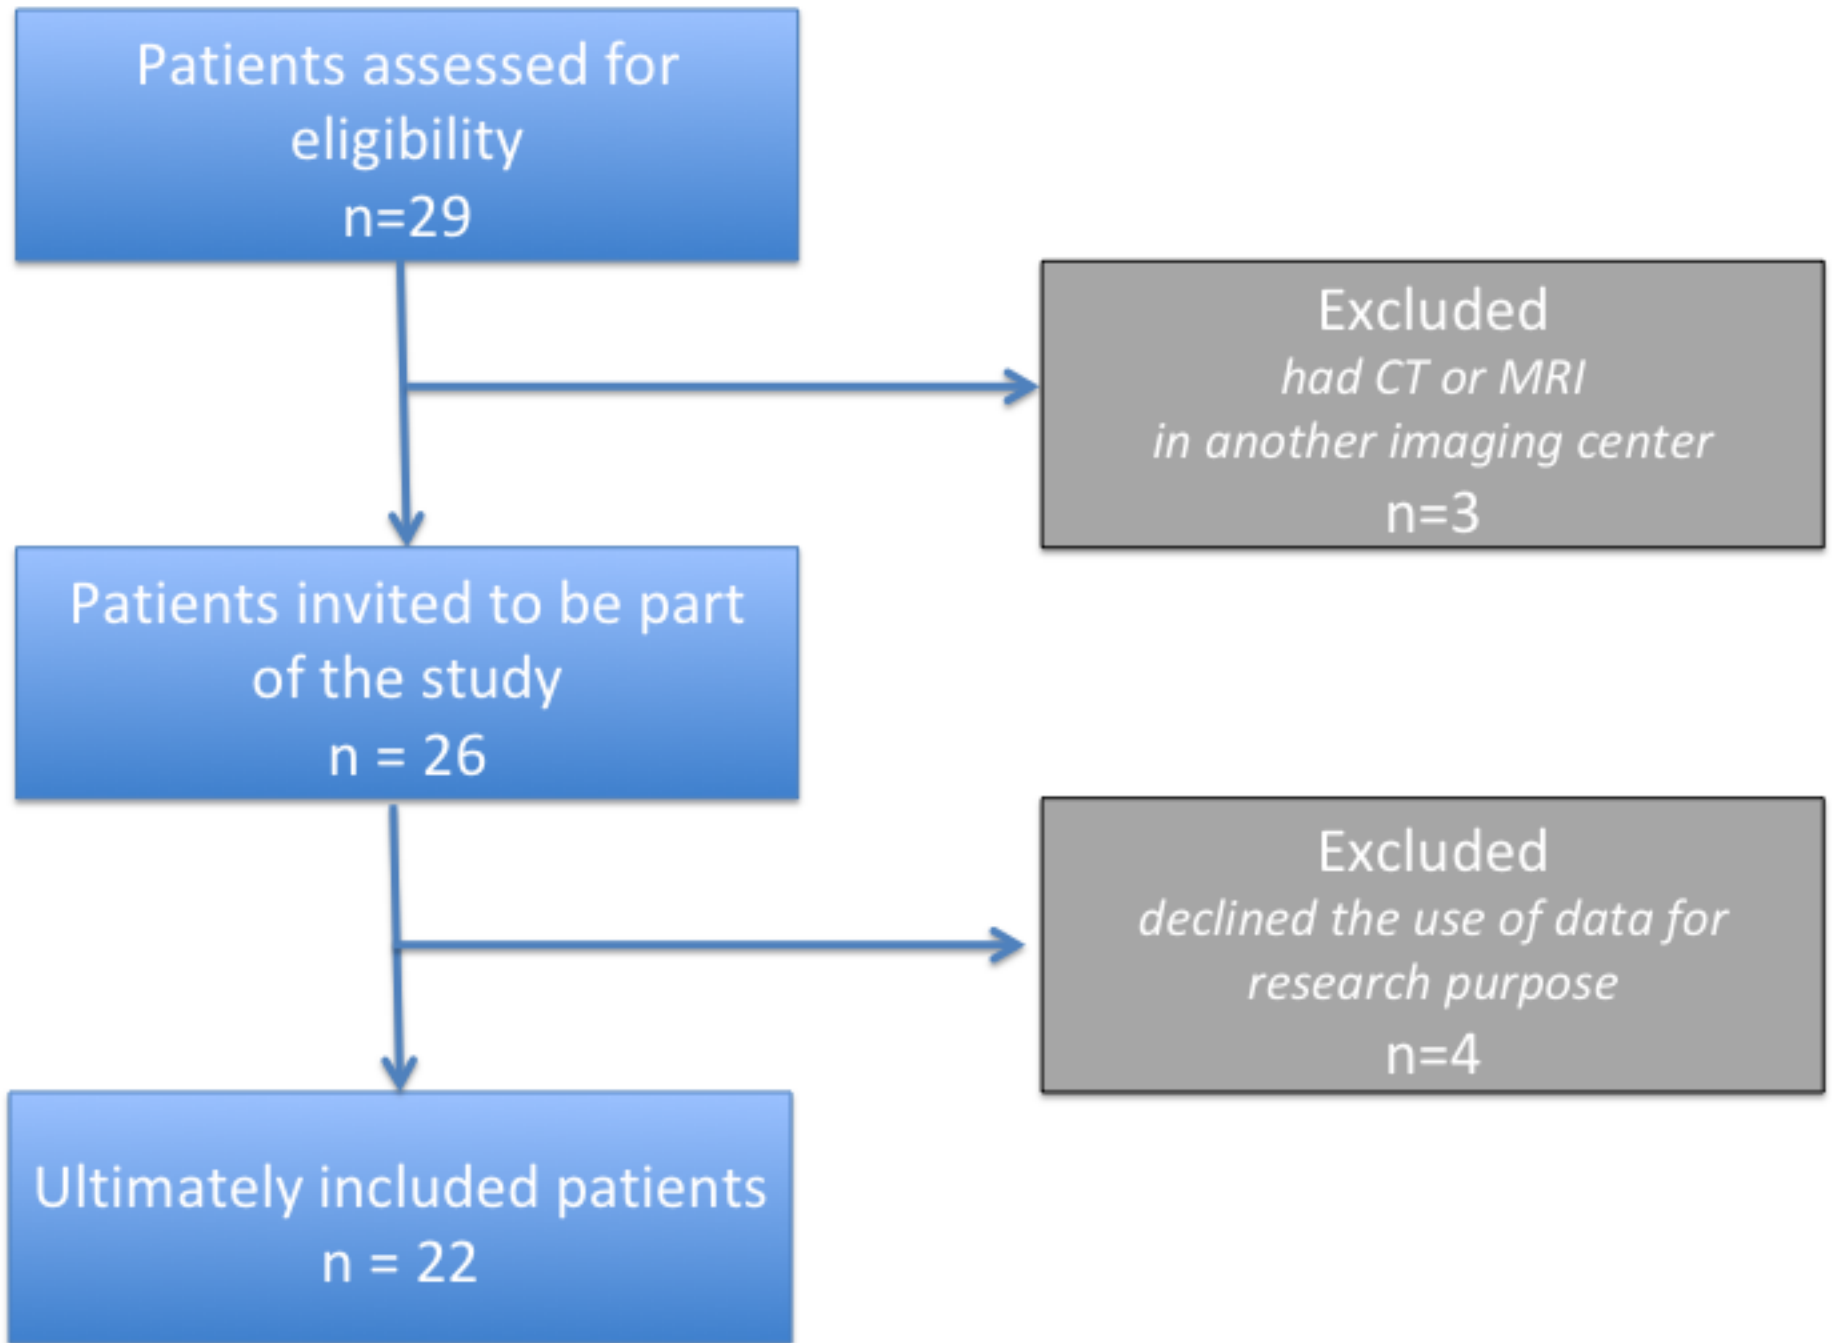 Patients assessed for
eligibility
n=29
Excluded
had CT or MRI
in another imaging center
n=3
Patients invited to be part
of the study
n = 26
Excluded
declined the use of data for
research purpose
n=4
Ultimately included patients
n = 22